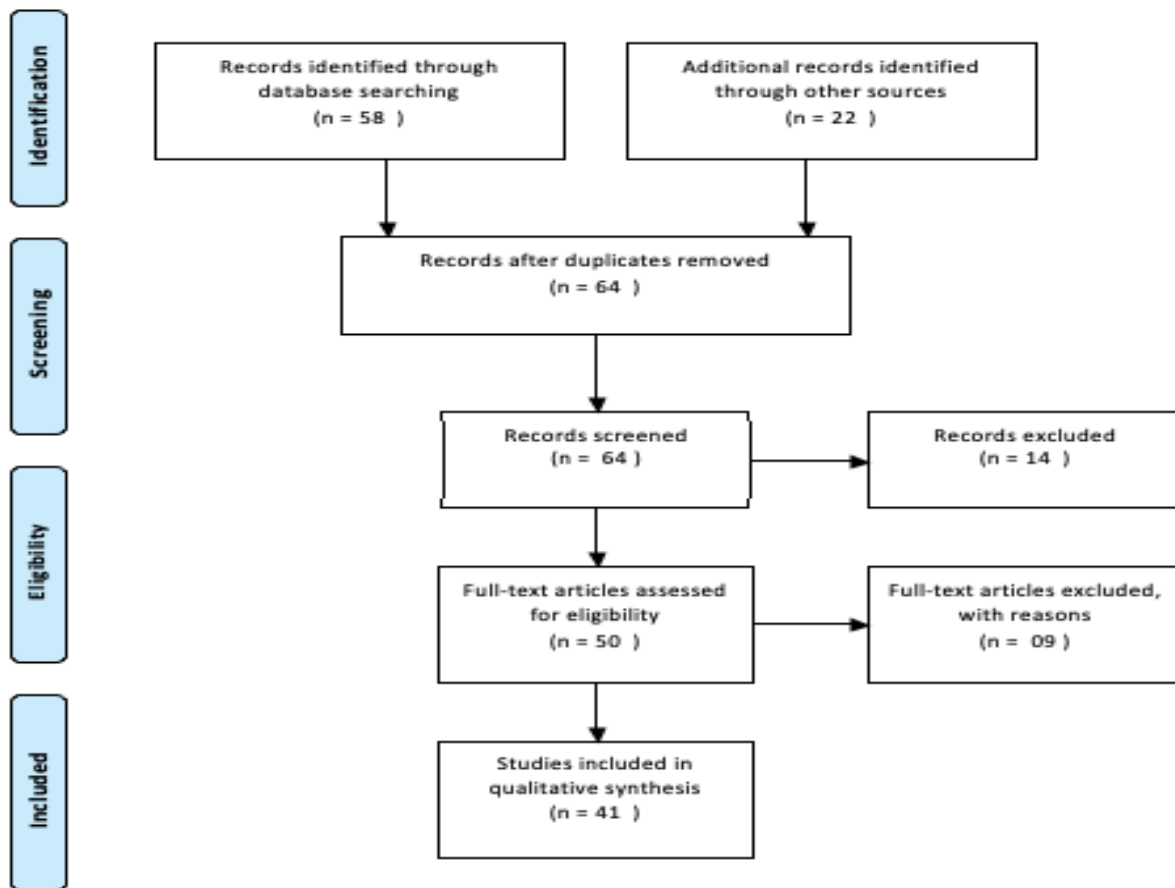 Identification
Records identified through
database searching
(n = 58  )
Additional records identified
through other sources
(n = 22  )
Screening
Records after duplicates removed
(n = 64  )
Records screened
(n =  64 )
Records excluded
(n = 14  )
Eligibility
Full-text articles assessed
for eligibility
(n = 50  )
Full-text articles excluded,
with reasons
(n =  09 )
Included
Studies included in
qualitative synthesis
(n = 41  )